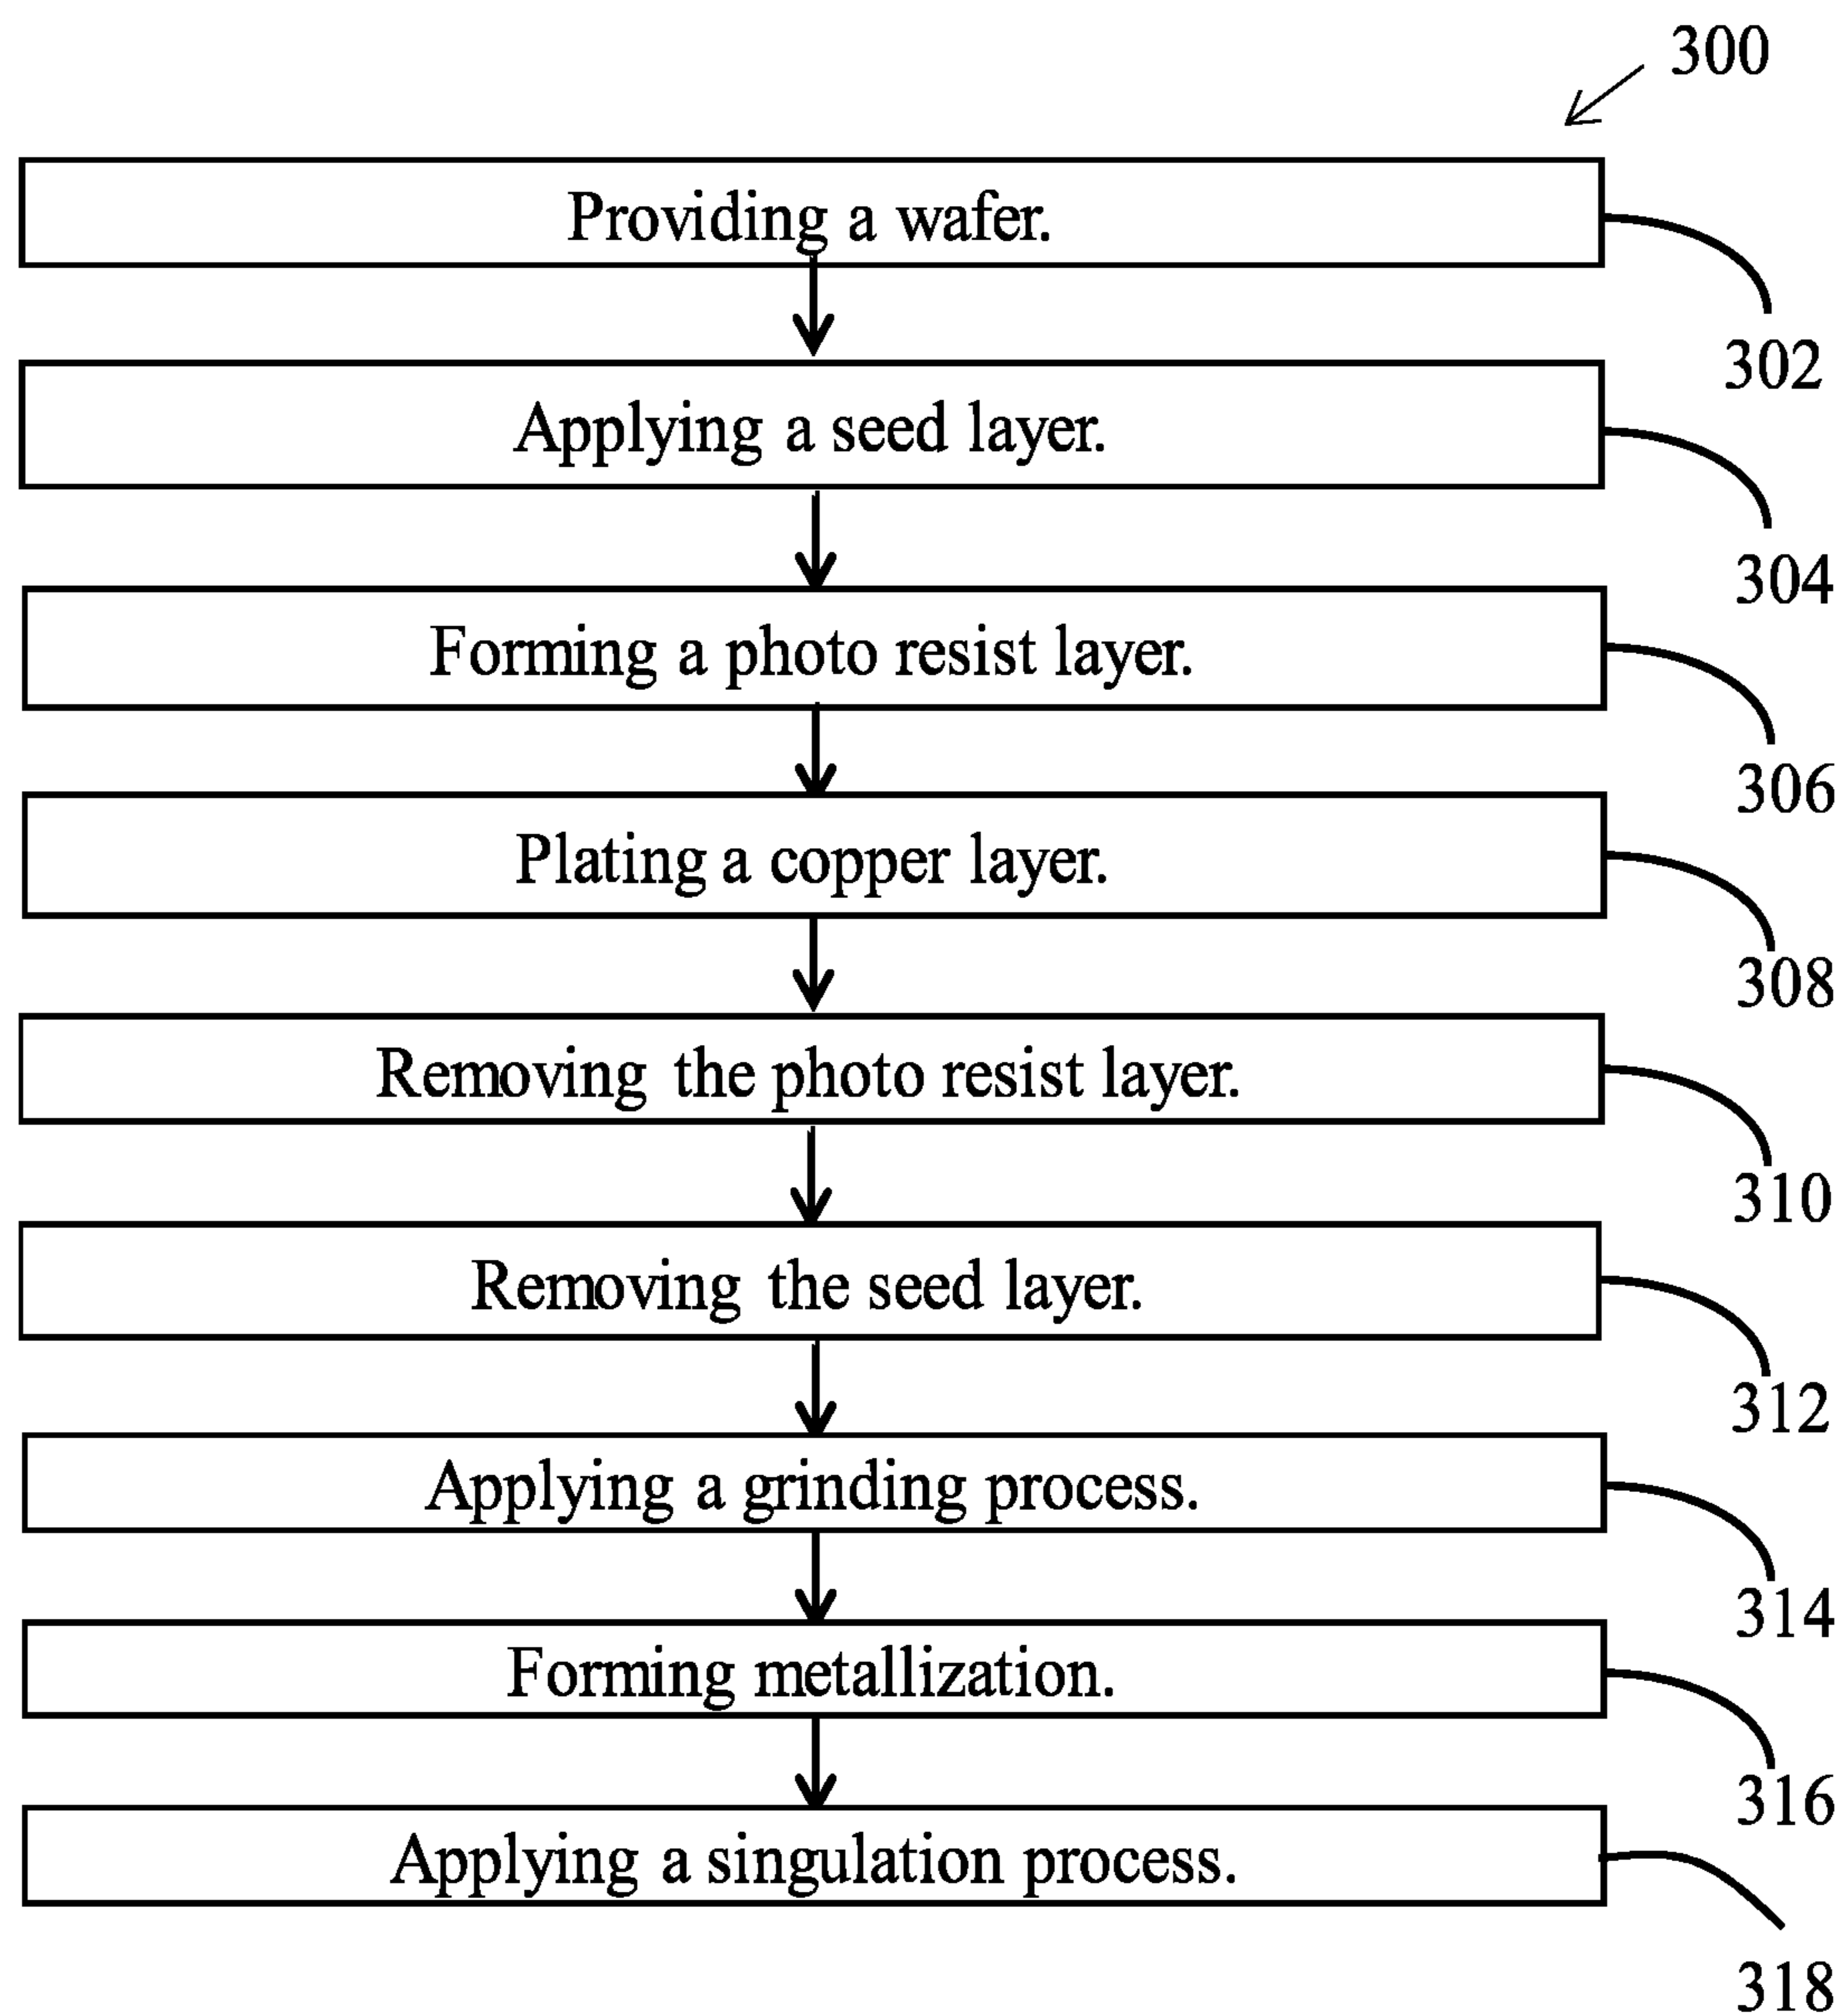 300
Providing a wafer.
302
Applying a seed layer.
304
Forming a photo resist layer.
306
Plating a copper layer.
308
Removing the photo resist layer.
310
Removing the seed layer.
312
Applying a grinding process.
314
Forming metallization.
316
Applying a singulation process.
318